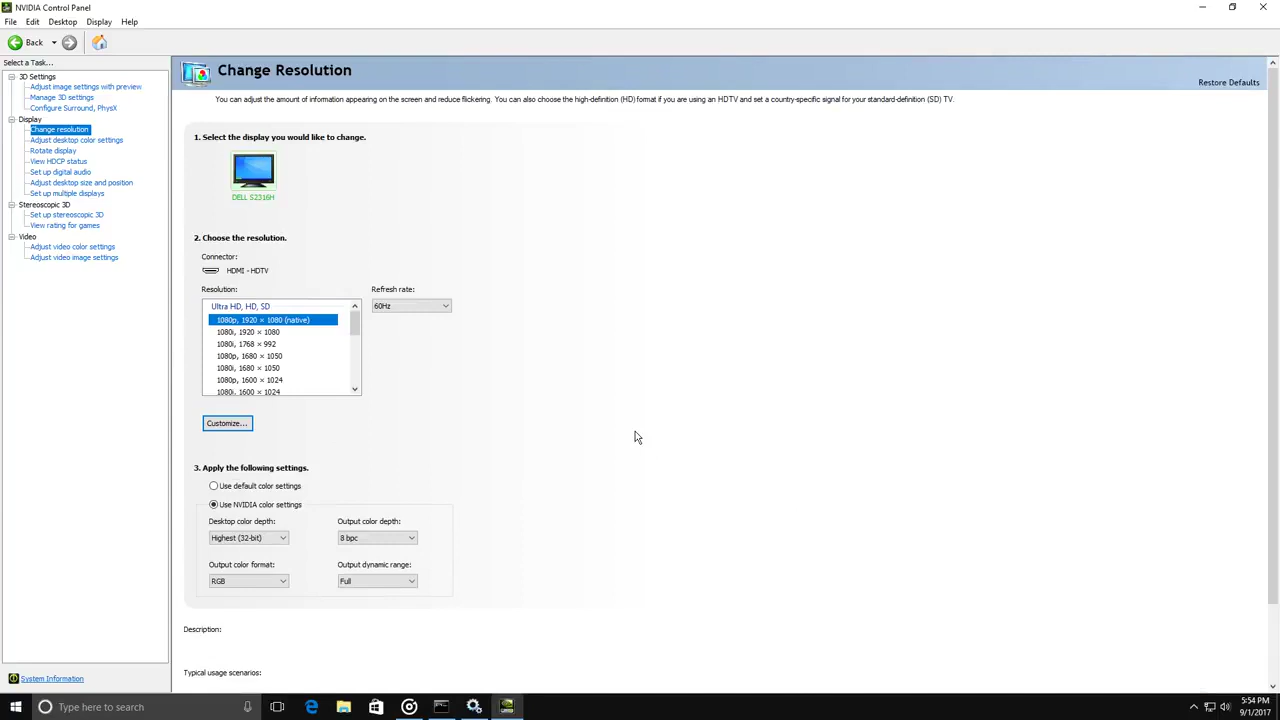 NVIDIA Control Panel
File Edit Desktop Display Help
Back
Select a Task...
3D Settings
Adjust image settings with preview
Manage 3D settings
Configure Surround, PhysX
Display
Change resolution
Adjust desktop color settings
Rotate display
View HDCP status
Set up digital audio
Adjust desktop size and position
Set up multiple displays
Stereoscopic 3D
Set up stereoscopic 3D
View rating for games
Video
Adjust video color settings
Adjust video image settings
System Information
Change Resolution
Restore Defaults
You can adjust the amount of information appearing on the screen and reduce flickering. You can also choose the high-definition (HD) format if you are using an HDTV and set a country-specific signal for your standard-definition (SD) TV.
1. Select the display you would like to change.
DELL S2316H
2. Choose the resolution.
Connector:
HDMI - HDTV
Resolution:
Refresh rate:
Ultra HD, HD, SD
60Hz
1080p, 1920 × 1080 (native)
1080i, 1920 × 1080
1080i, 1768 × 992
1080p, 1680 × 1050
1080i, 1680 × 1050
1080p, 1600 × 1024
1080i, 1600 × 1024
Customize...
3. Apply the following settings.
Use default color settings
Use NVIDIA color settings
Desktop color depth:
Output color depth:
Highest (32-bit)
8 bpc
Output color format:
Output dynamic range:
RGB
Full
Description:
Typical usage scenarios:
Type here to search
5:54 PM
9/1/2017